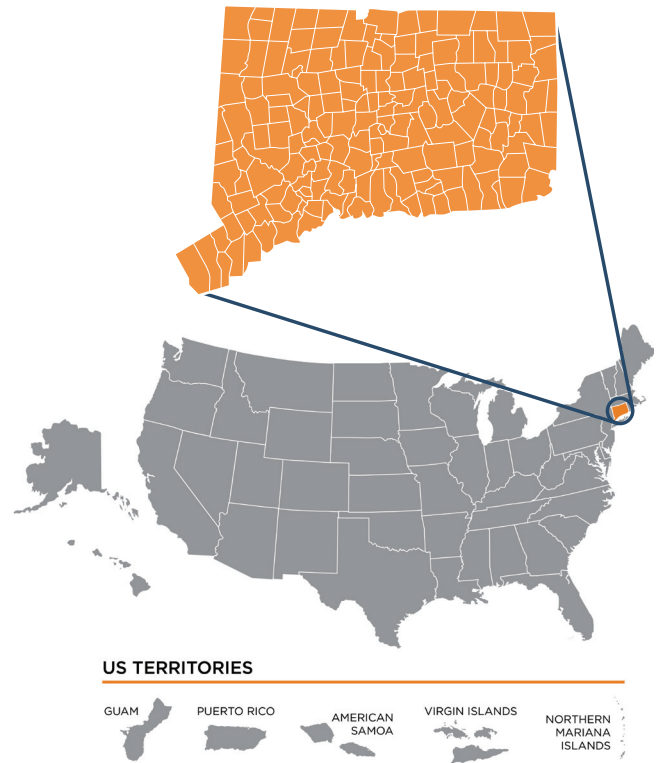 US TERRITORIES
GUAM
PUERTO RICO
AMERICAN
SAMOA
VIRGIN ISLANDS
NORTHERN
MARIANA
ISLANDS